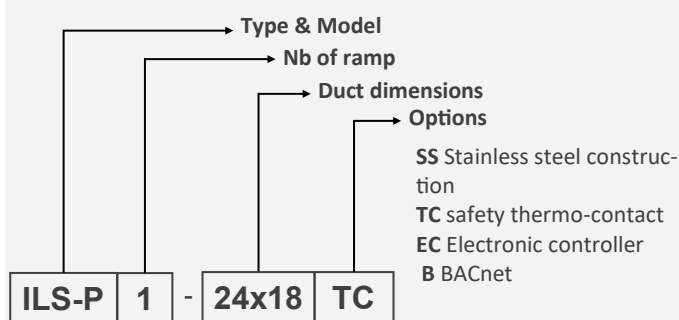 Type & Model
Nb of ramp
Duct dimensions
Options
SS Stainless steel construc-
tion
TC safety thermo-contact
EC Electronic controller
B BACnet
ILS-P 1 - 24x18 TC